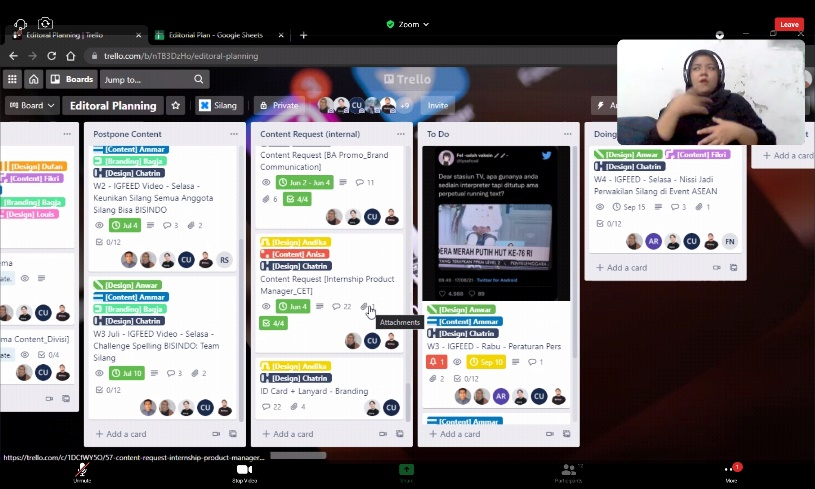 Zoom
Leave
Editoral Planning | Trello
Editorial Plan - Google Sheets
trello.com/b/nTB3DzHo/editoral-planning
Boards
Jump to...
Trello
Board
Editoral Planning
Silang
Private
CU
+9
Invite
Postpone Content
Content Request (internal)
To Do
Doing
Add a card
[Design] Dufan
[Content] Fikri
[Branding] Bagja
[Design] Louis
0/4
CU
[Content] Ammar
[Branding] Bagja
[Design] Chatrin
W2 - IGFEED Video - Selasa -
Keunikan Silang Semua Anggota
Silang Bisa BISINDO
Jul 4
3
2
0/12
CU
RS
[Design] Anwar
[Content] Ammar
[Branding] Bagja
[Design] Chatrin
W3 Juli - IGFEED Video - Selasa -
Challenge Spelling BISINDO: Team
Silang
Jul 10
3
2
0/12
CU
Add a card
Content Request [BA Promo_Brand
Communication]
Jun 2 - Jun 4
11
6
4/4
CU
[Design] Andika
[Content] Anisa
[Design] Chatrin
Content Request [Internship Product
Manager_CET]
Jun 4
22
4/4
Attachments
CU
[Design] Andika
[Design] Chatrin
ID Card + Lanyard - Branding
22
4
CU
Add a card
Dear stasiun TV, apa gunanya anda
sediain interpreter tapi ditutup ama
perpetual running text?
DERA MERAH PUTIH HUT KE-76 RI
Twitter for Android
[Design] Anwar
[Content] Ammar
[Design] Chatrin
W3 - IGFEED - Rabu - Peraturan Pers
1
Sep 10
1
2
0/12
AR
CU
[Content] Ammar
Add a card
[Design] Anwar
[Content] Fikri
[Design] Chatrin
W4 - IGFEED - Selasa - Nissi Jadi
Perwakilan Silang di Event ASEAN
Sep 15
3
1
0/12
AR
CU
FN
Add a card
https://trello.com/c/1DCfWY5O/57-content-request-internship-product-manager...
Unmute
Stop Video
Share
Participants
More
1